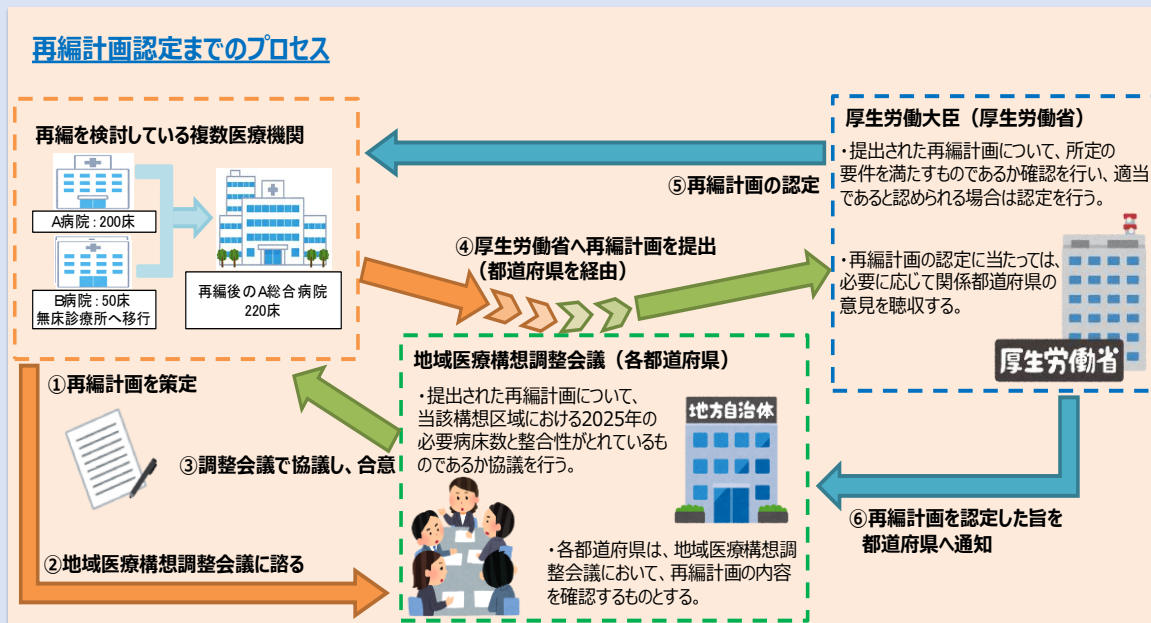 再編計画認定までのプロセス
再編を検討している複数医療機関
A病院:200床
B病院:50床
無床診療所へ移行
再編後のA総合病院
220床
①再編計画を策定
②地域医療構想調整会議に諮る
③調整会議で協議し、合意
④厚生労働省へ再編計画を提出
(都道府県を経由)
⑤再編計画の認定
地域医療構想調整会議(各都道府県)
・提出された再編計画について、
当該構想区域における2025年の
必要病床数と整合性がとれているも
のであるか協議を行う。
地方自治体
・各都道府県は、地域医療構想調
整会議において、再編計画の内容
を確認するものとする。
厚生労働大臣(厚生労働省)
・提出された再編計画について、所定の
要件を満たすものであるか確認を行い、適当
であると認められる場合は認定を行う。
・再編計画の認定に当たっては、
必要に応じて関係都道府県の
意見を聴収する。
厚生労働省
⑥再編計画を認定した旨を
都道府県へ通知